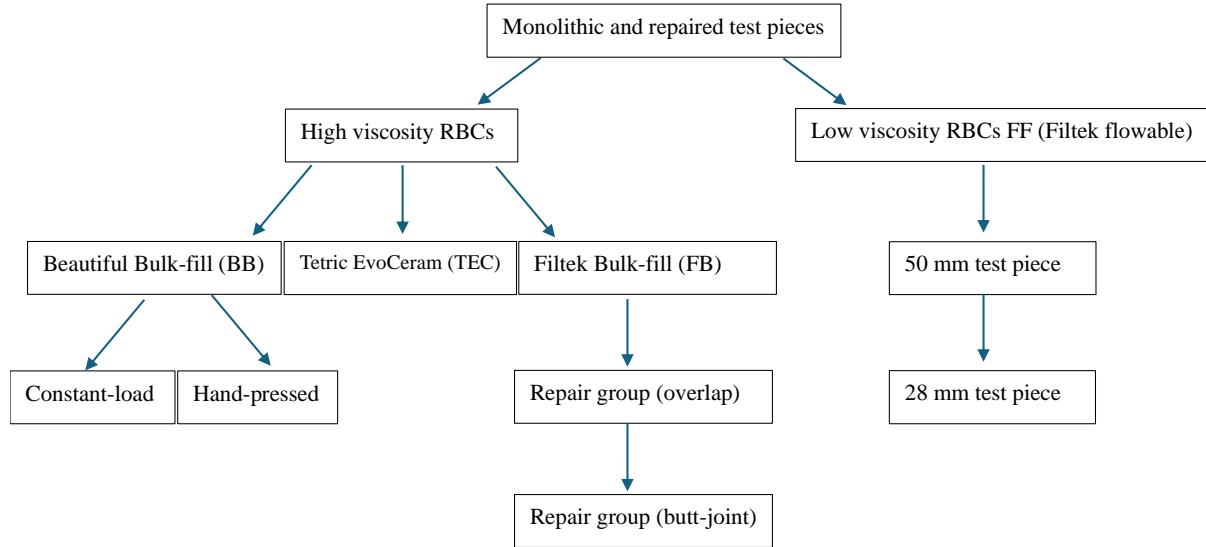 Monolithic and repaired test pieces
High viscosity RBCs
Low viscosity RBCs FF (Filtek flowable)
Beautiful Bulk-fill (BB)
Tetric EvoCeram (TEC)
Filtek Bulk-fill (FB)
50 mm test piece
Constant-load
Hand-pressed
Repair group (overlap)
28 mm test piece
Repair group (butt-joint)